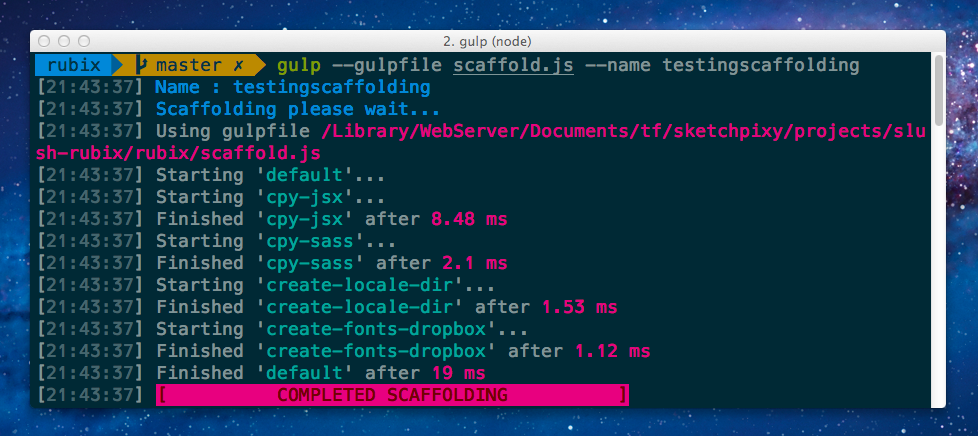 2. gulp (node)
rubix master ✗ gulp --gulpfile scaffold.js --name testingscaffolding
[21:43:37] Name : testingscaffolding
[21:43:37] Scaffolding please wait...
[21:43:37] Using gulpfile /Library/WebServer/Documents/tf/sketchpixy/projects/slu
sh-rubix/rubix/scaffold.js
[21:43:37] Starting 'default'...
[21:43:37] Starting 'cpy-jsx'...
[21:43:37] Finished 'cpy-jsx' after 8.48 ms
[21:43:37] Starting 'cpy-sass'...
[21:43:37] Finished 'cpy-sass' after 2.1 ms
[21:43:37] Starting 'create-locale-dir'...
[21:43:37] Finished 'create-locale-dir' after 1.53 ms
[21:43:37] Starting 'create-fonts-dropbox'...
[21:43:37] Finished 'create-fonts-dropbox' after 1.12 ms
[21:43:37] Finished 'default' after 19 ms
[21:43:37] [ COMPLETED SCAFFOLDING ]